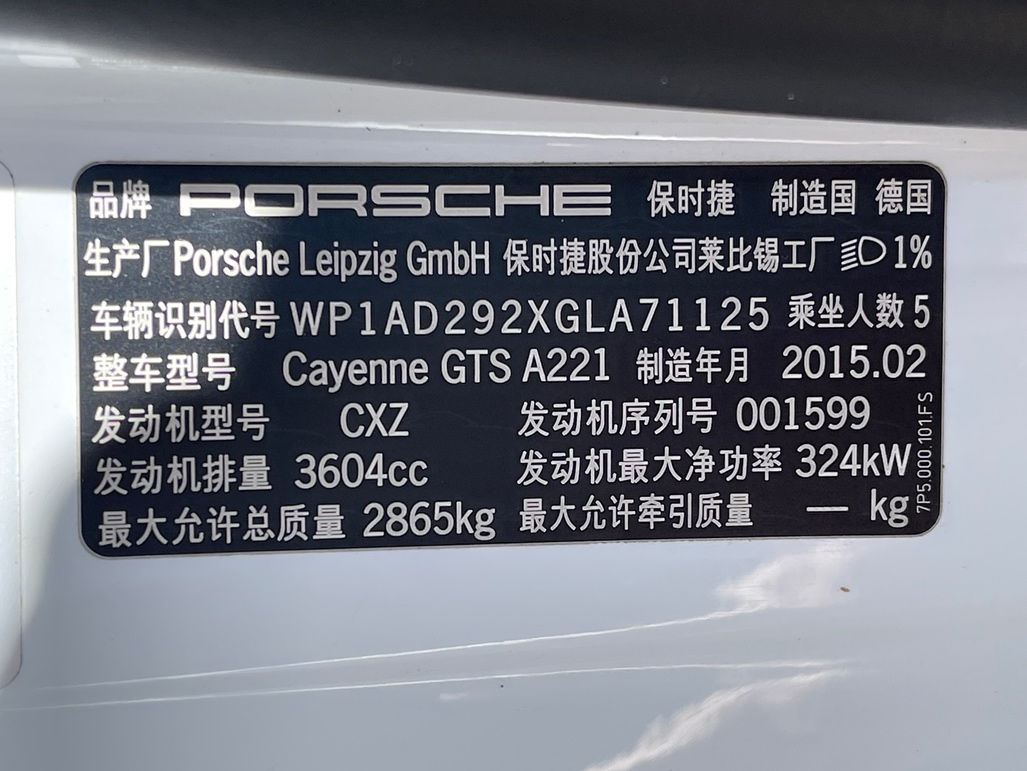 品牌 PORSCHE 保时捷 制造国 德国
生产厂 Porsche Leipzig GmbH 保时捷股份公司莱比锡工厂 1%
车辆识别代号 WP1AD292XGLA71125 乘坐人数 5
整车型号 Cayenne GTS A221 制造年月 2015.02
发动机型号 CXZ 发动机序列号 001599
发动机排量 3604cc 发动机最大净功率 324kW
最大允许总质量 2865kg 最大允许牵引质量 — kg
7P5.000.101.FS